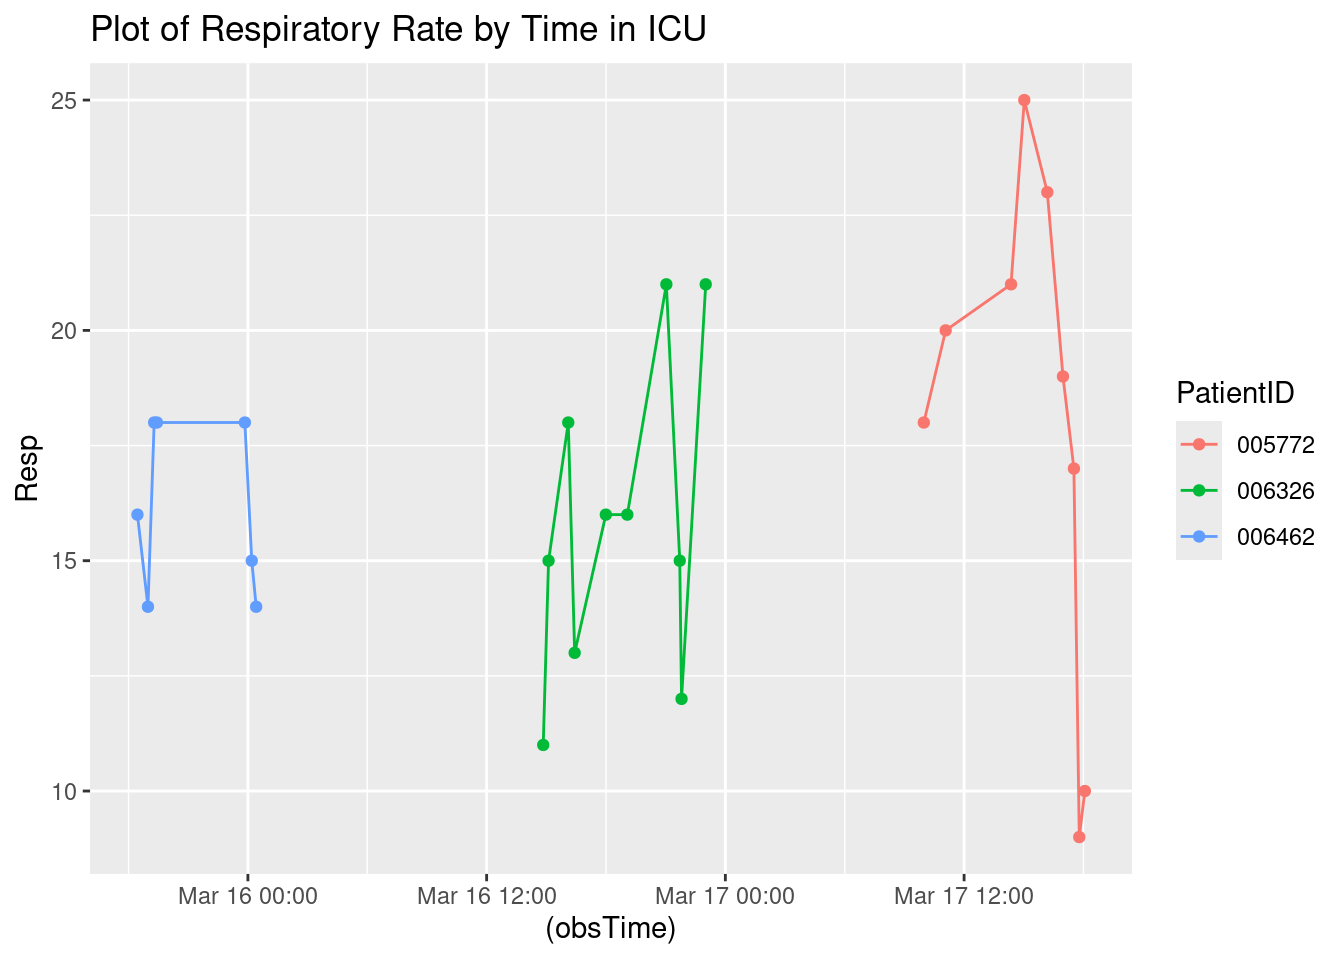 Plot of Respiratory Rate by Time in ICU
25
20
15
10
Resp
Mar 16 00:00
Mar 16 12:00
Mar 17 00:00
Mar 17 12:00
(obsTime)
PatientID
005772
006326
006462